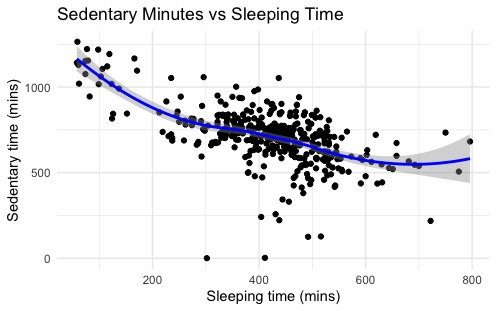 Sedentary Minutes vs Sleeping Time
Sedentary time (mins)
1000
500
0
200 400 600 800
Sleeping time (mins)